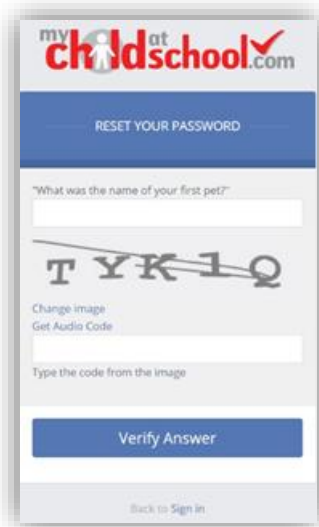 mychildatschool.com
RESET YOUR PASSWORD
"What was the name of your first pet?"
TYK1Q
Change image
Get Audio Code
Type the code from the image
Verify Answer
Back to Sign in